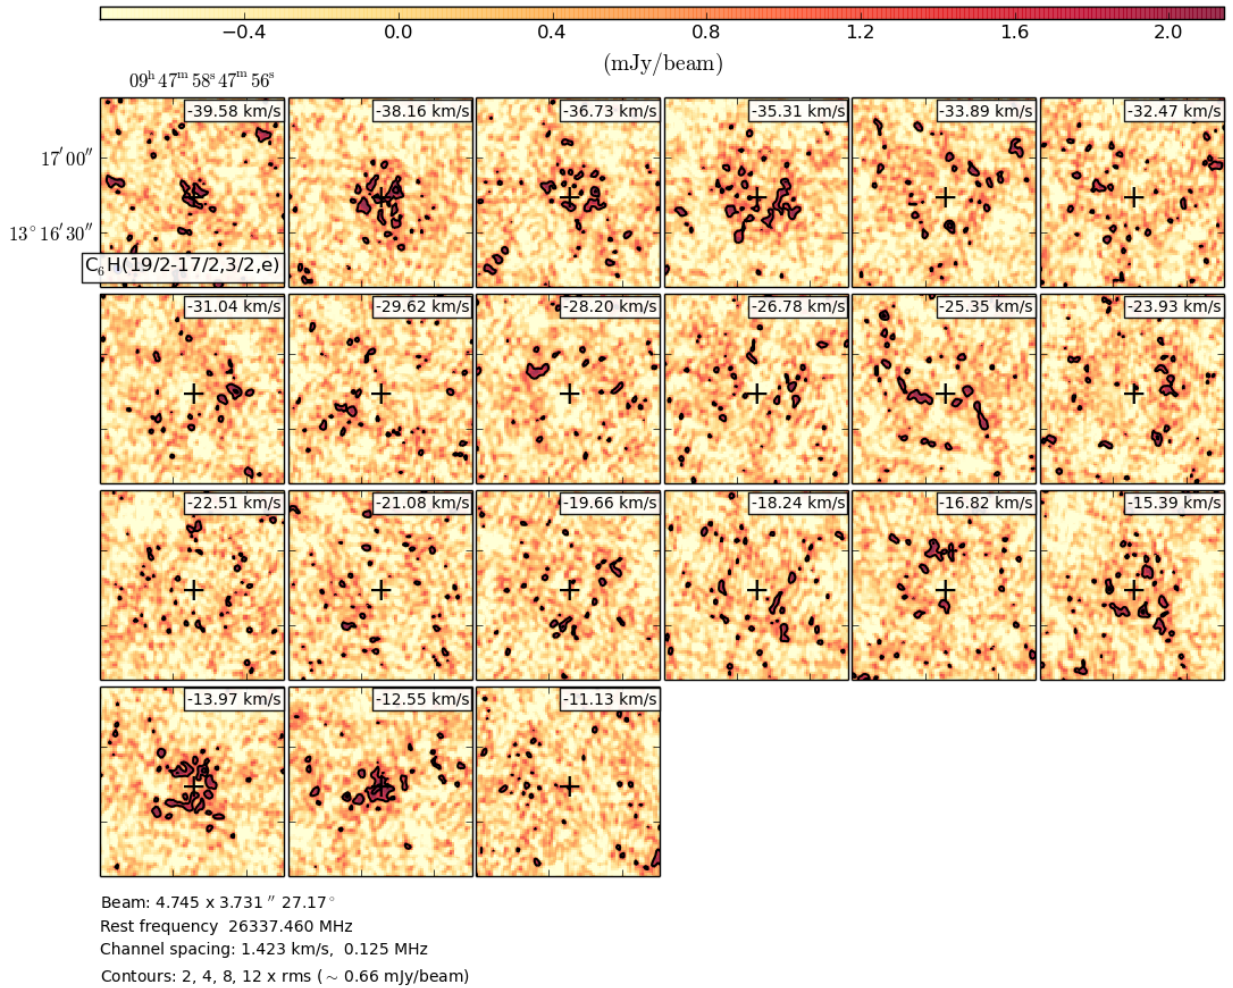 −0.4 0.0 0.4 0.8 1.2 1.6 2.0
(mJy/beam)
09ʰ 47ᵐ 58ˢ 47ᵐ 56ˢ
-39.58 km/s -38.16 km/s -36.73 km/s -35.31 km/s -33.89 km/s -32.47 km/s
17′00″
13°16′30″
C₆H(19/2-17/2,3/2,e)
-31.04 km/s -29.62 km/s -28.20 km/s -26.78 km/s -25.35 km/s -23.93 km/s
-22.51 km/s -21.08 km/s -19.66 km/s -18.24 km/s -16.82 km/s -15.39 km/s
-13.97 km/s -12.55 km/s -11.13 km/s
Beam: 4.745 x 3.731 ″ 27.17°
Rest frequency 26337.460 MHz
Channel spacing: 1.423 km/s, 0.125 MHz
Contours: 2, 4, 8, 12 x rms (∼ 0.66 mJy/beam)